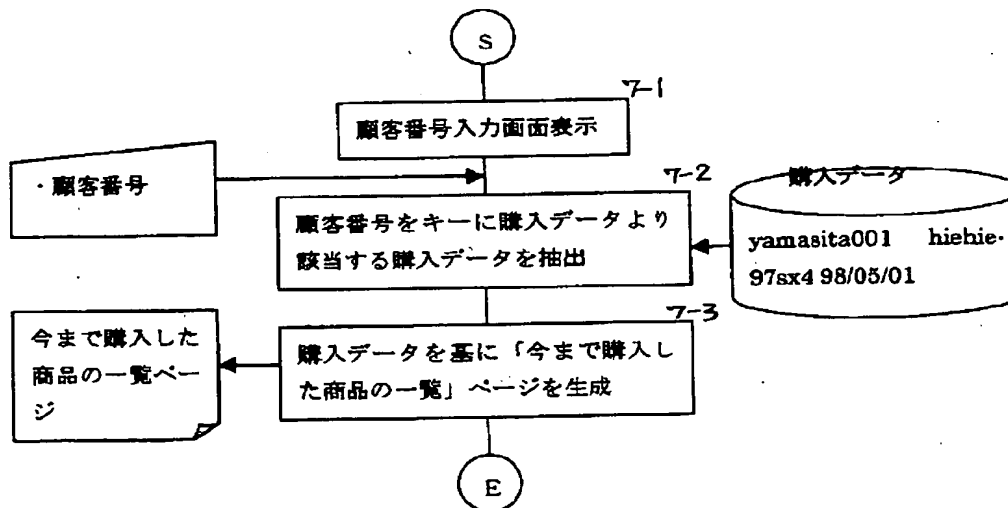 S
7-1
顧客番号入力画面表示
・顧客番号
7-2
購入データ
顧客番号をキーに購入データより
該当する購入データを抽出
yamasita001 hiehie-
97sx4 98/05/01
7-3
今まで購入した
商品の一覧ペー
ジ
購入データを基に「今まで購入し
た商品の一覧」ページを生成
E